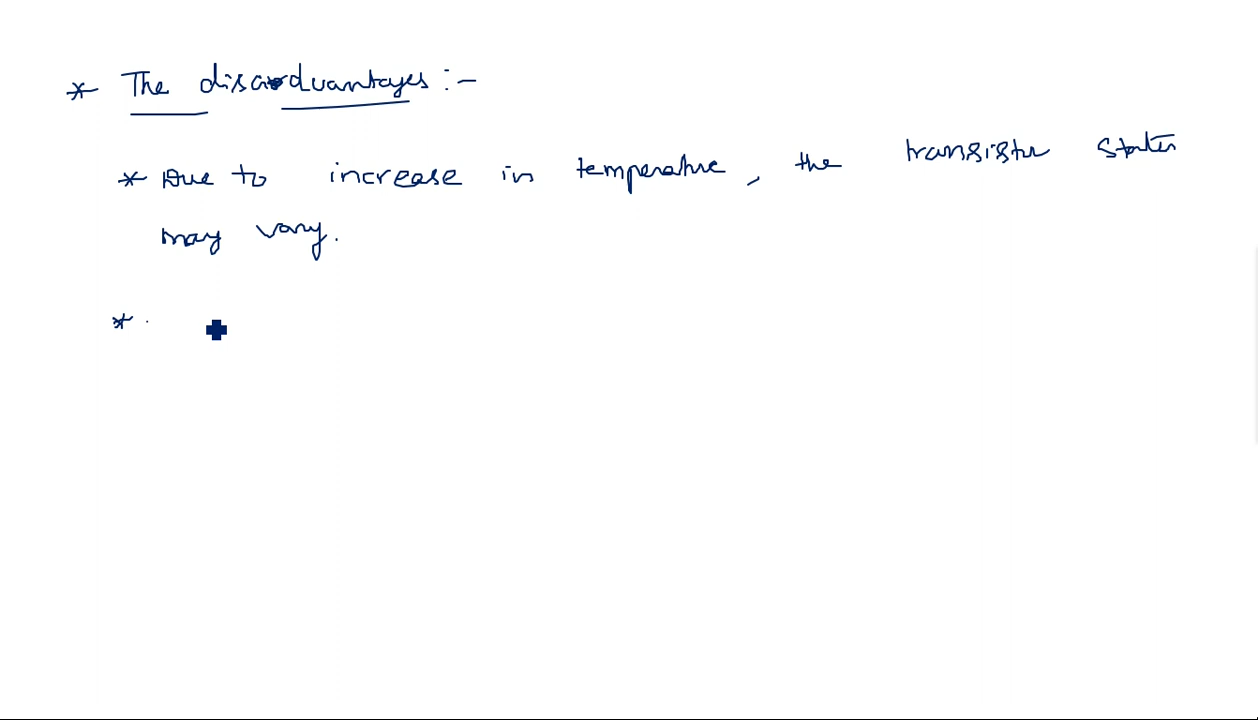 * The disadvantages :-
* Due to increase in temperature, the transistor states
may vary.
*